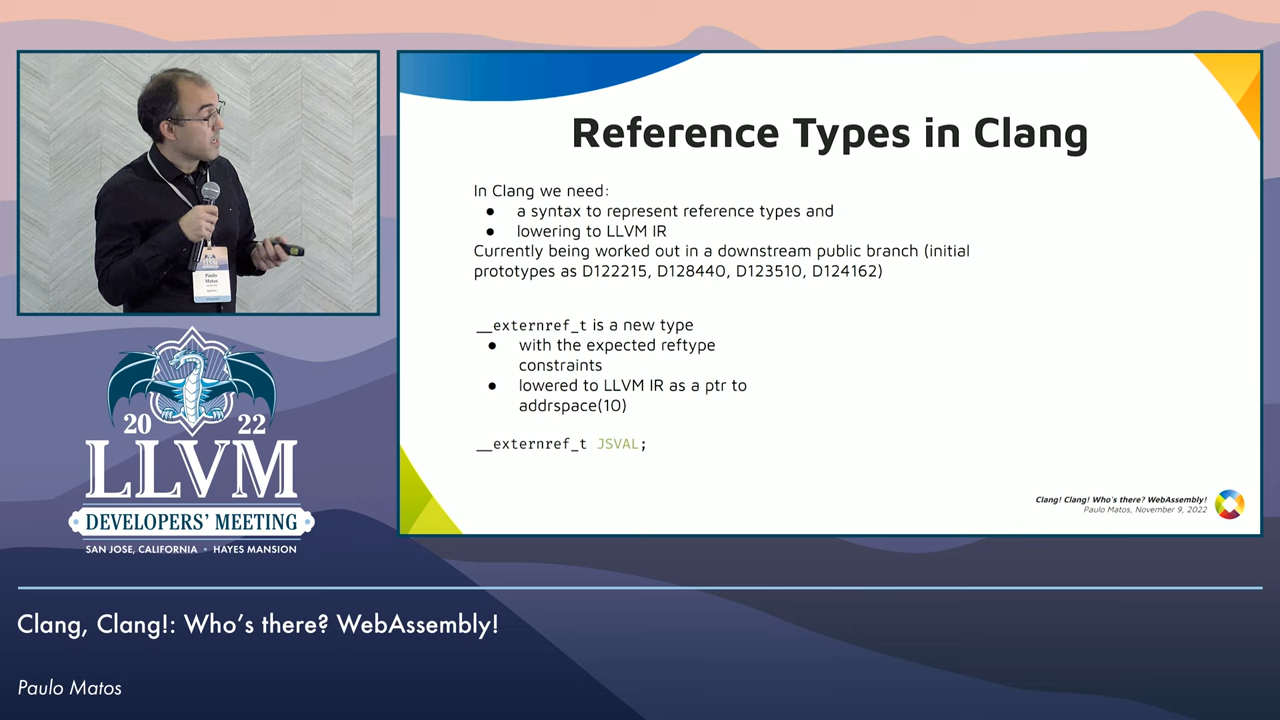 Reference Types in Clang
In Clang we need:
● a syntax to represent reference types and
● lowering to LLVM IR
Currently being worked out in a downstream public branch (initial
prototypes as D122215, D128440, D123510, D124162)
__externref_t is a new type
● with the expected reftype
constraints
● lowered to LLVM IR as a ptr to
addrspace(10)
__externref_t JSVAL;
Clang! Clang! Who's there? WebAssembly!
Paulo Matos, November 9, 2022
Paulo
Matos
20 22
LLVM
DEVELOPERS' MEETING
SAN JOSE, CALIFORNIA • HAYES MANSION
Clang, Clang!: Who's there? WebAssembly!
Paulo Matos